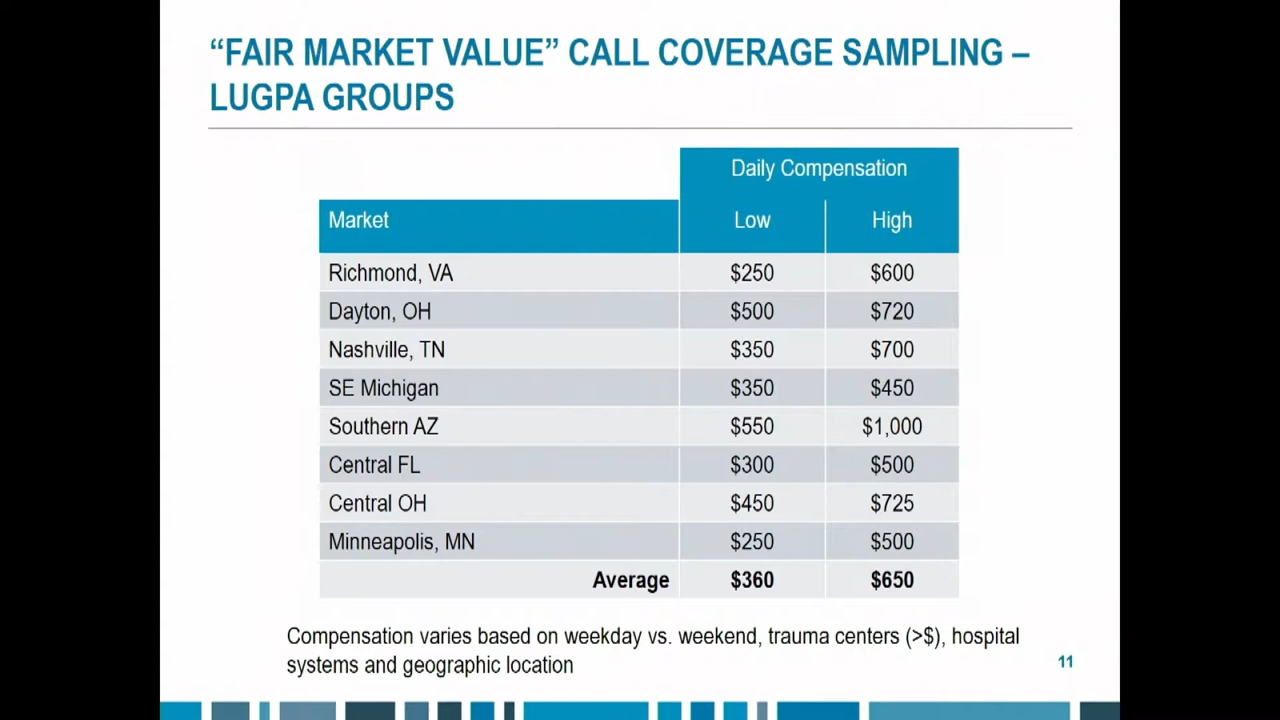 “FAIR MARKET VALUE” CALL COVERAGE SAMPLING –
LUGPA GROUPS
Daily Compensation
Market Low High
Richmond, VA $250 $600
Dayton, OH $500 $720
Nashville, TN $350 $700
SE Michigan $350 $450
Southern AZ $550 $1,000
Central FL $300 $500
Central OH $450 $725
Minneapolis, MN $250 $500
Average $360 $650
Compensation varies based on weekday vs. weekend, trauma centers (>$), hospital
systems and geographic location
11